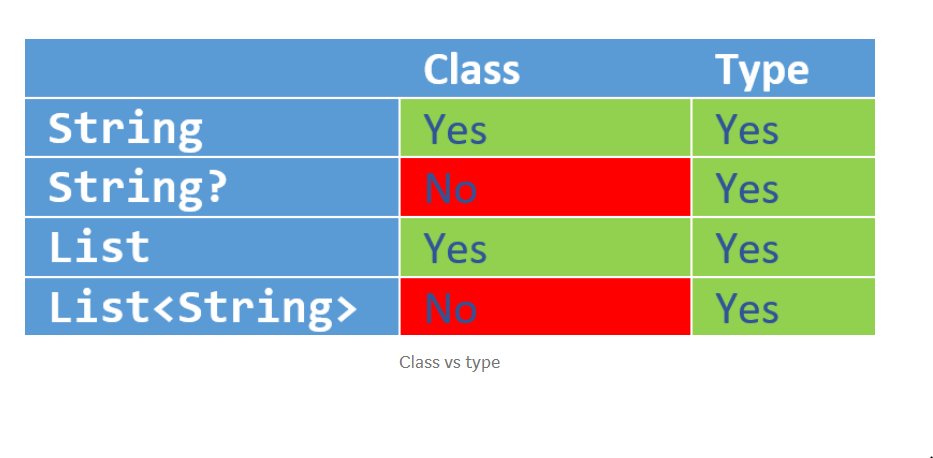 Class Type
String Yes Yes
String? No Yes
List Yes Yes
List<String> No Yes
Class vs type
.